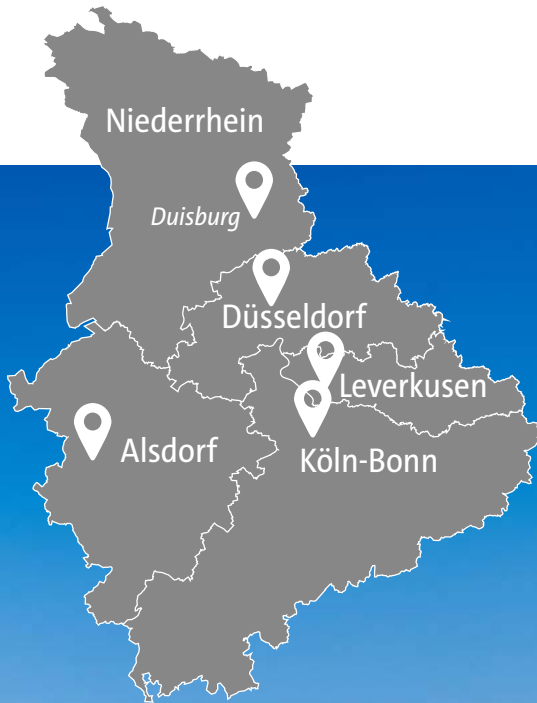 Niederrhein
Duisburg
Düsseldorf
Leverkusen
Alsdorf
Köln-Bonn